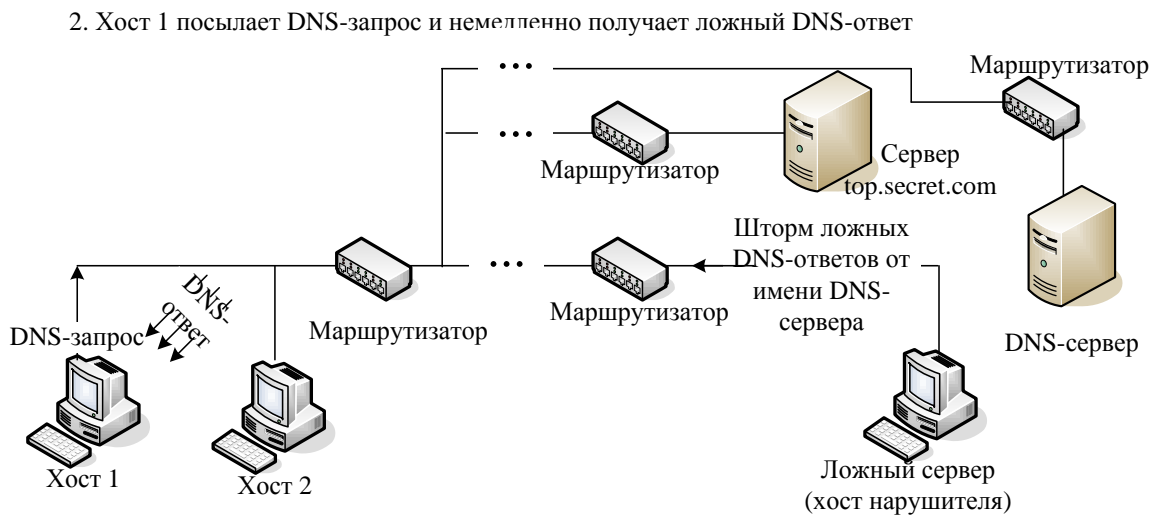 2. Хост 1 посылает DNS-запрос и немедленно получает ложный DNS-ответ
Маршрутизатор
Маршрутизатор
Сервер
top.secret.com
Шторм ложных
DNS-ответов от
имени DNS-
сервера
DNS-
ответ
DNS-запрос
Маршрутизатор
Маршрутизатор
DNS-сервер
Хост 1
Хост 2
Ложный сервер
(хост нарушителя)